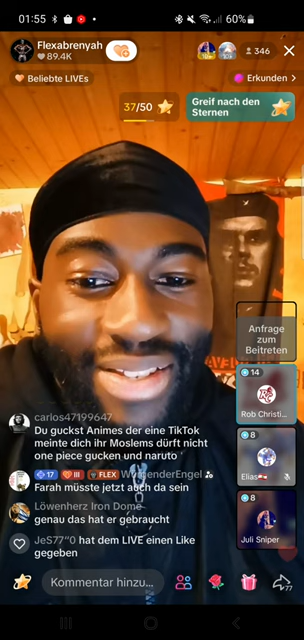 01:55
60%
Flexabrenyah
89.4K
346
Beliebte LIVEs
Erkunden >
37/50
Greif nach den
Sternen
Anfrage
zum
Beitreten
14
Rob Christi...
8
Elias
8
Juli Sniper
carlos47199647
Du guckst Animes der eine TikTok
meinte dich ihr Moslems dürft nicht
one piece gucken und naruto
17 III FLEX WütenderEngel
Farah müsste jetzt auch da sein
Löwenherz Iron Dome
genau das hat er gebraucht
JeS77"0 hat dem LIVE einen Like
gegeben
Kommentar hinzu...
77